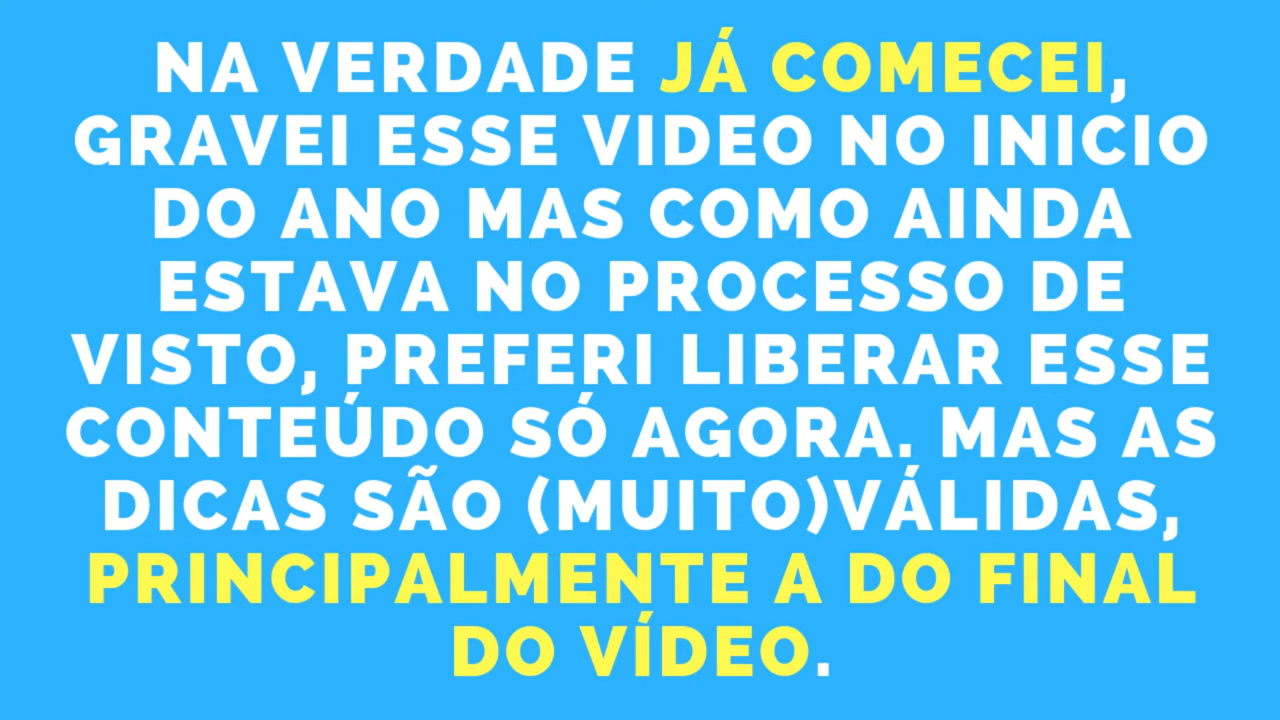 NA VERDADE JÁ COMECEI,
GRAVEI ESSE VIDEO NO INICIO
DO ANO MAS COMO AINDA
ESTAVA NO PROCESSO DE
VISTO, PREFERI LIBERAR ESSE
CONTEÚDO SÓ AGORA. MAS AS
DICAS SÃO (MUITO)VÁLIDAS,
PRINCIPALMENTE A DO FINAL
DO VÍDEO.